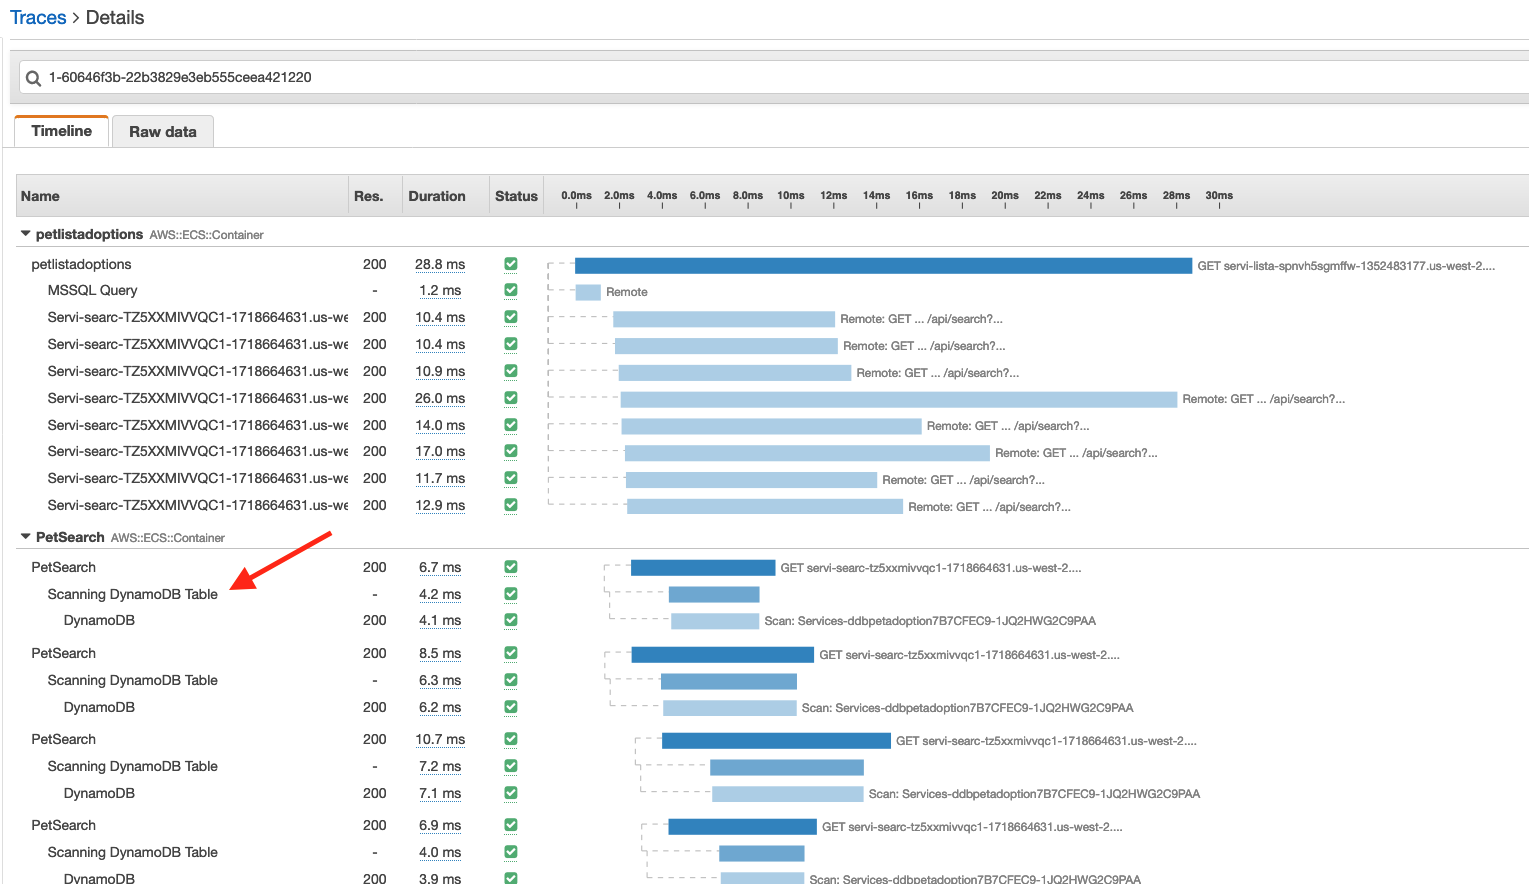 Traces > Details
1-60646f3b-22b3829e3eb555ceea421220
Timeline Raw data
Name Res. Duration Status 0.0ms 2.0ms 4.0ms 6.0ms 8.0ms 10ms 12ms 14ms 16ms 18ms 20ms 22ms 24ms 26ms 28ms 30ms
petlistadoptions AWS::ECS::Container
petlistadoptions 200 28.8 ms GET servi-lista-spnvh5sgmffw-1352483177.us-west-2....
MSSQL Query - 1.2 ms Remote
Servi-searc-TZ5XXMIVVQC1-1718664631.us-we 200 10.4 ms Remote: GET ... /api/search?...
Servi-searc-TZ5XXMIVVQC1-1718664631.us-we 200 10.4 ms Remote: GET ... /api/search?...
Servi-searc-TZ5XXMIVVQC1-1718664631.us-we 200 10.9 ms Remote: GET ... /api/search?...
Servi-searc-TZ5XXMIVVQC1-1718664631.us-we 200 26.0 ms Remote: GET ... /api/search?...
Servi-searc-TZ5XXMIVVQC1-1718664631.us-we 200 14.0 ms Remote: GET ... /api/search?...
Servi-searc-TZ5XXMIVVQC1-1718664631.us-we 200 17.0 ms Remote: GET ... /api/search?...
Servi-searc-TZ5XXMIVVQC1-1718664631.us-we 200 11.7 ms Remote: GET ... /api/search?...
Servi-searc-TZ5XXMIVVQC1-1718664631.us-we 200 12.9 ms Remote: GET ... /api/search?...
PetSearch AWS::ECS::Container
PetSearch 200 6.7 ms GET servi-searc-tz5xxmivvqc1-1718664631.us-west-2....
Scanning DynamoDB Table - 4.2 ms
DynamoDB 200 4.1 ms Scan: Services-ddbpetadoption7B7CFEC9-1JQ2HWG2C9PAA
PetSearch 200 8.5 ms GET servi-searc-tz5xxmivvqc1-1718664631.us-west-2....
Scanning DynamoDB Table - 6.3 ms
DynamoDB 200 6.2 ms Scan: Services-ddbpetadoption7B7CFEC9-1JQ2HWG2C9PAA
PetSearch 200 10.7 ms GET servi-searc-tz5xxmivvqc1-1718664631.us-west-2....
Scanning DynamoDB Table - 7.2 ms
DynamoDB 200 7.1 ms Scan: Services-ddbpetadoption7B7CFEC9-1JQ2HWG2C9PAA
PetSearch 200 6.9 ms GET servi-searc-tz5xxmivvqc1-1718664631.us-west-2....
Scanning DynamoDB Table - 4.0 ms
DynamoDB 200 3.9 ms Scan: Services-ddbpetadoption7B7CFEC9-1JQ2HWG2C9PAA